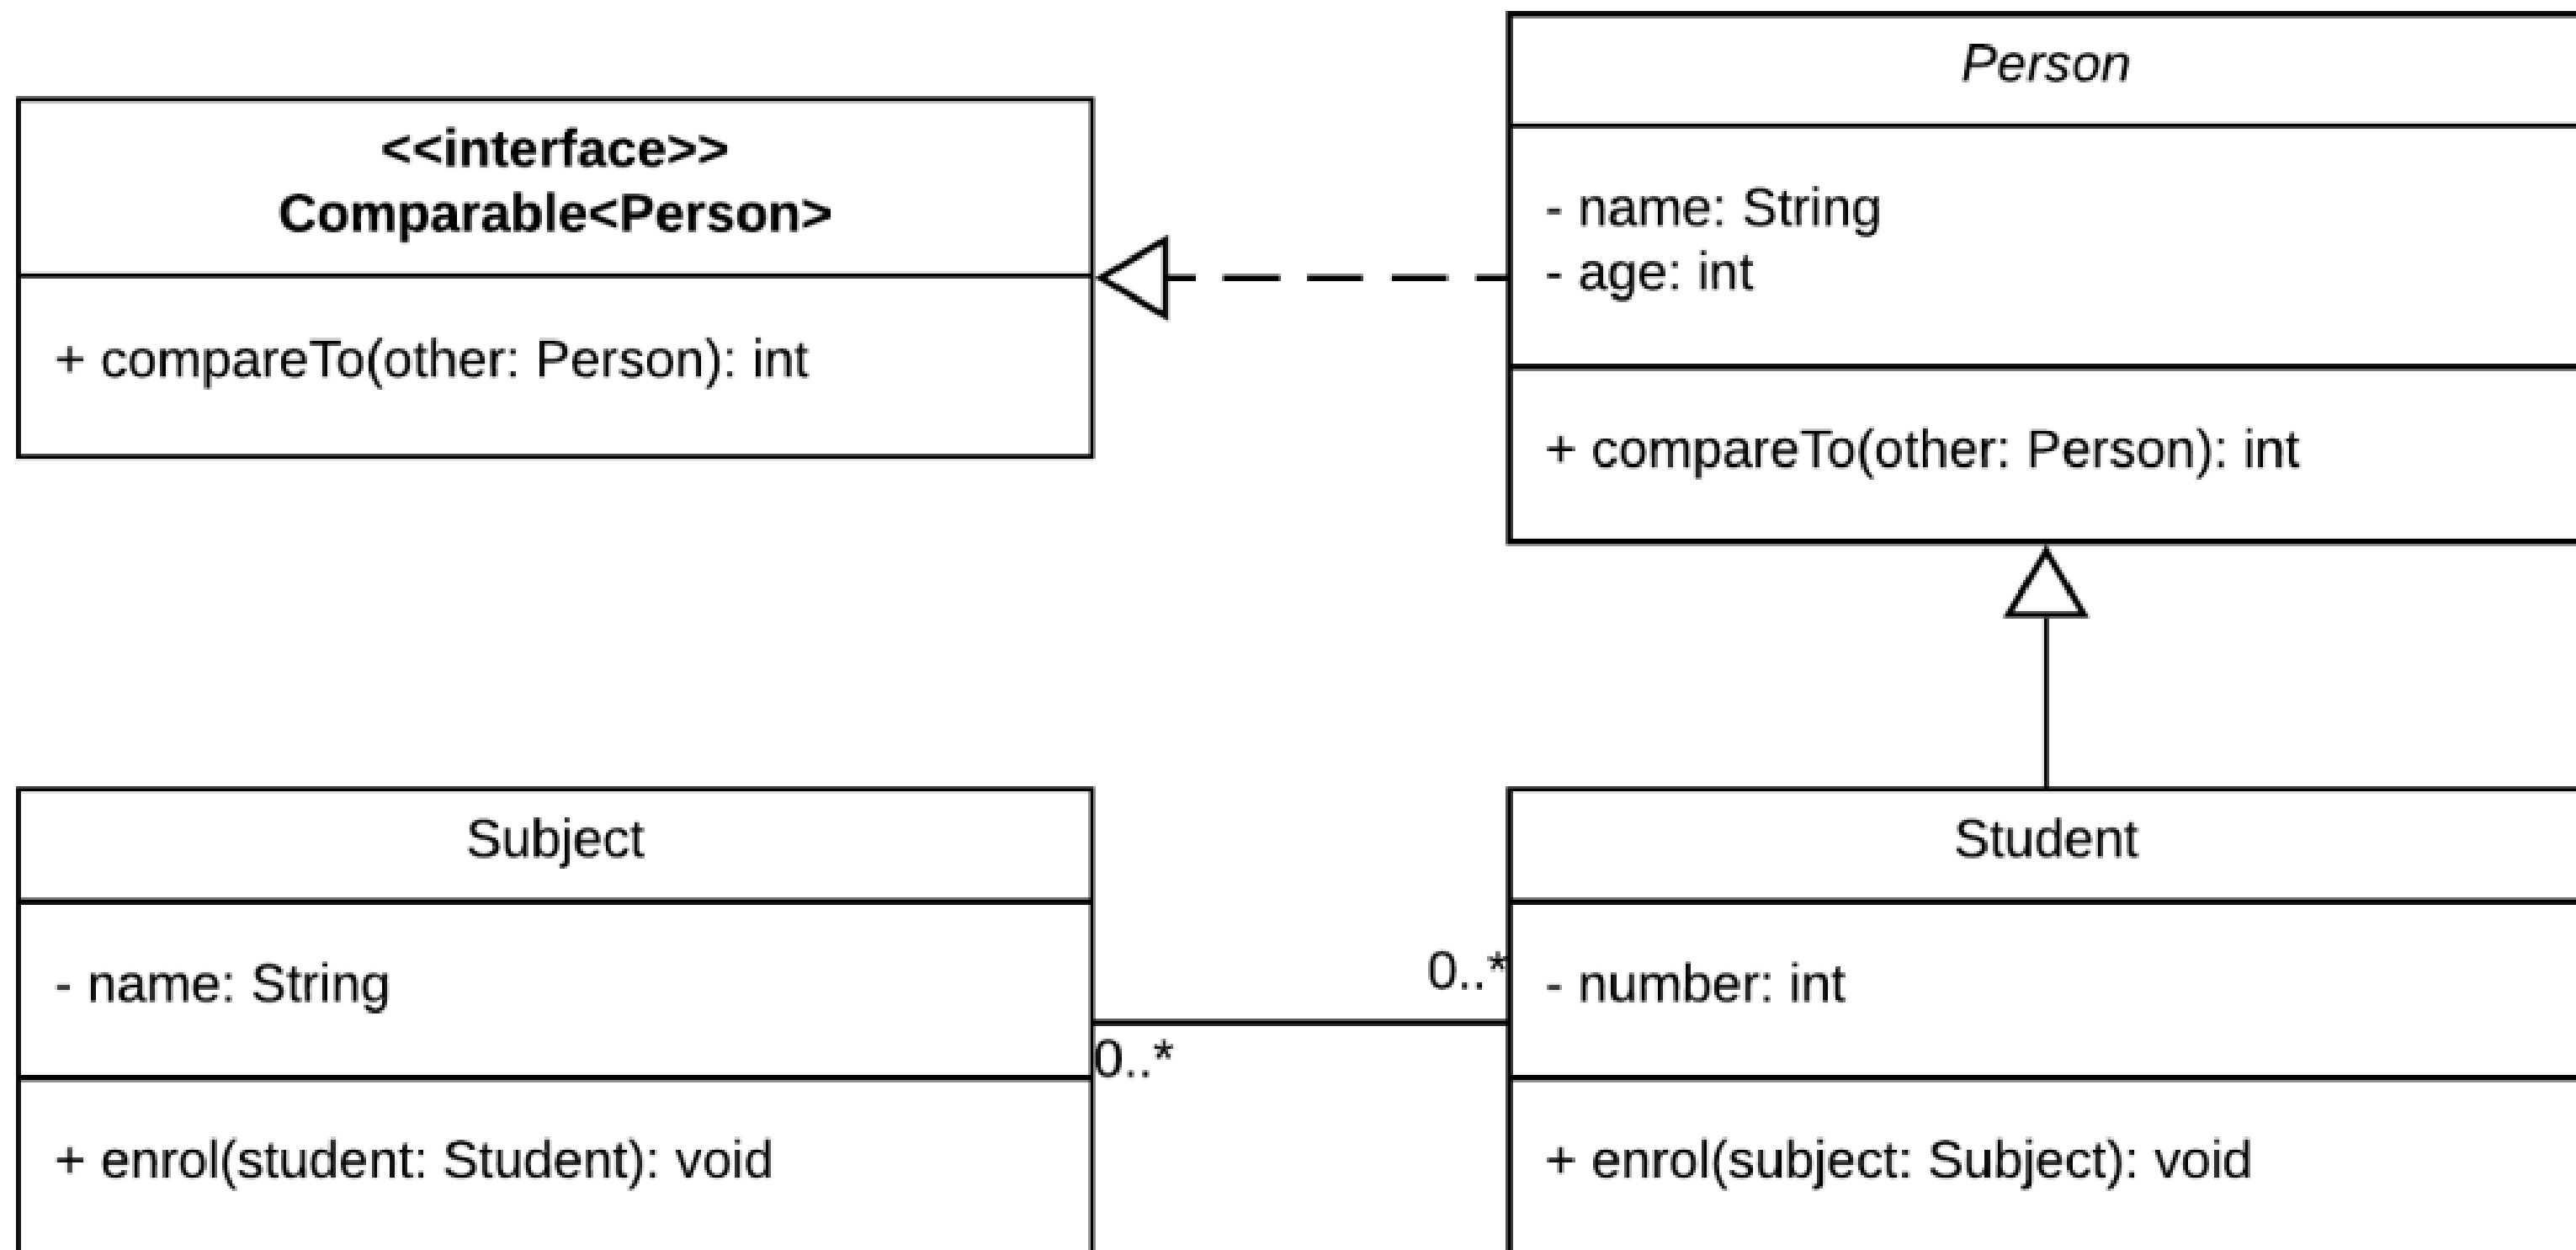 <<interface>>
Comparable<Person>
+ compareTo(other: Person): int
Person
- name: String
- age: int
+ compareTo(other: Person): int
Subject
- name: String
+ enrol(student: Student): void
0..*
0..*
Student
- number: int
+ enrol(subject: Subject): void